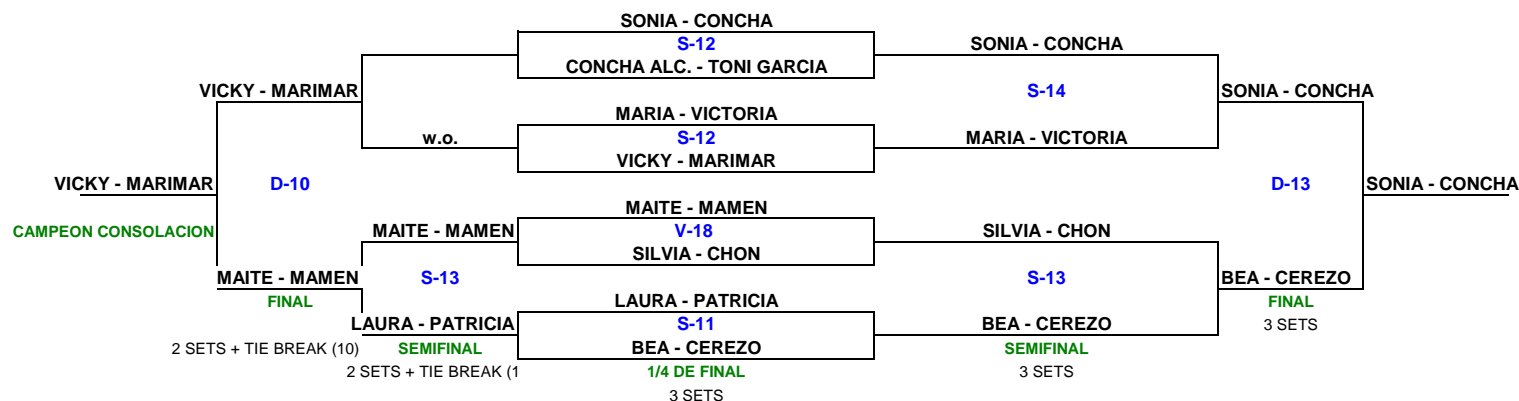 SONIA - CONCHA
S-12
SONIA - CONCHA
CONCHA ALC. - TONI GARCIA
VICKY - MARIMAR
S-14
SONIA - CONCHA
MARIA - VICTORIA
w.o.
S-12
MARIA - VICTORIA
VICKY - MARIMAR
VICKY - MARIMAR
D-10
D-13
SONIA - CONCHA
MAITE - MAMEN
CAMPEON CONSOLACION
MAITE - MAMEN
V-18
SILVIA - CHON
SILVIA - CHON
MAITE - MAMEN
S-13
S-13
BEA - CEREZO
FINAL
LAURA - PATRICIA
FINAL
LAURA - PATRICIA
S-11
BEA - CEREZO
3 SETS
2 SETS + TIE BREAK (10)
SEMIFINAL
BEA - CEREZO
SEMIFINAL
2 SETS + TIE BREAK (1
1/4 DE FINAL
3 SETS
3 SETS